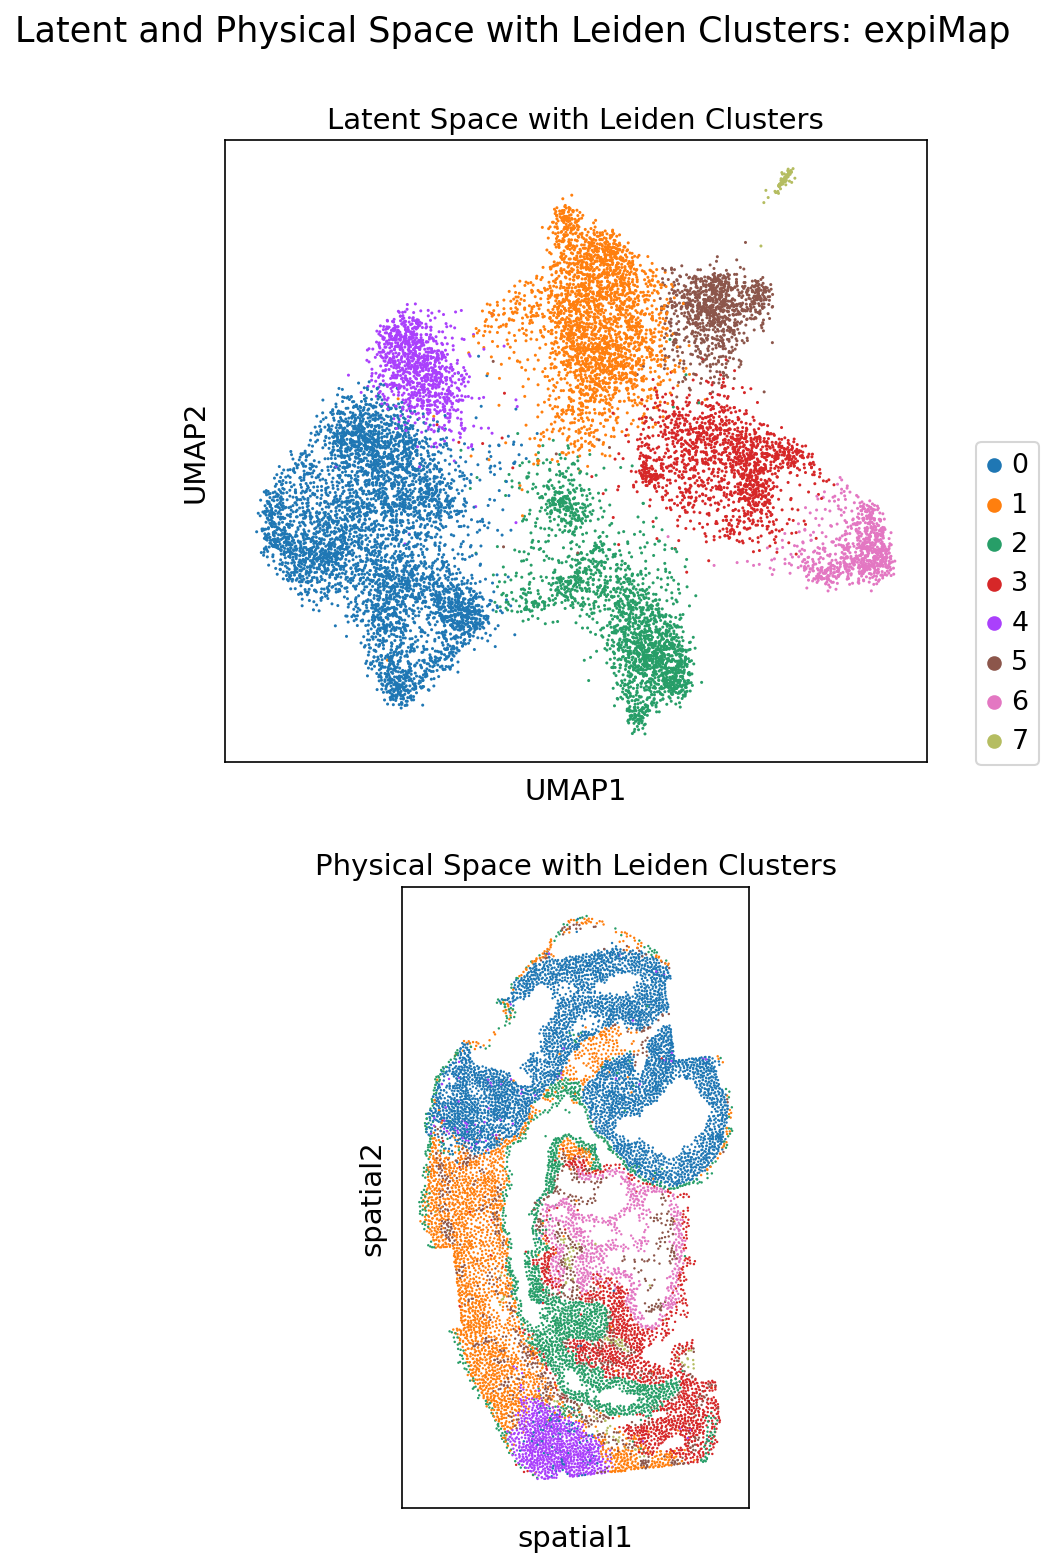 Latent and Physical Space with Leiden Clusters: expiMap
Latent Space with Leiden Clusters
UMAP2
UMAP1
0
1
2
3
4
5
6
7
Physical Space with Leiden Clusters
spatial2
spatial1